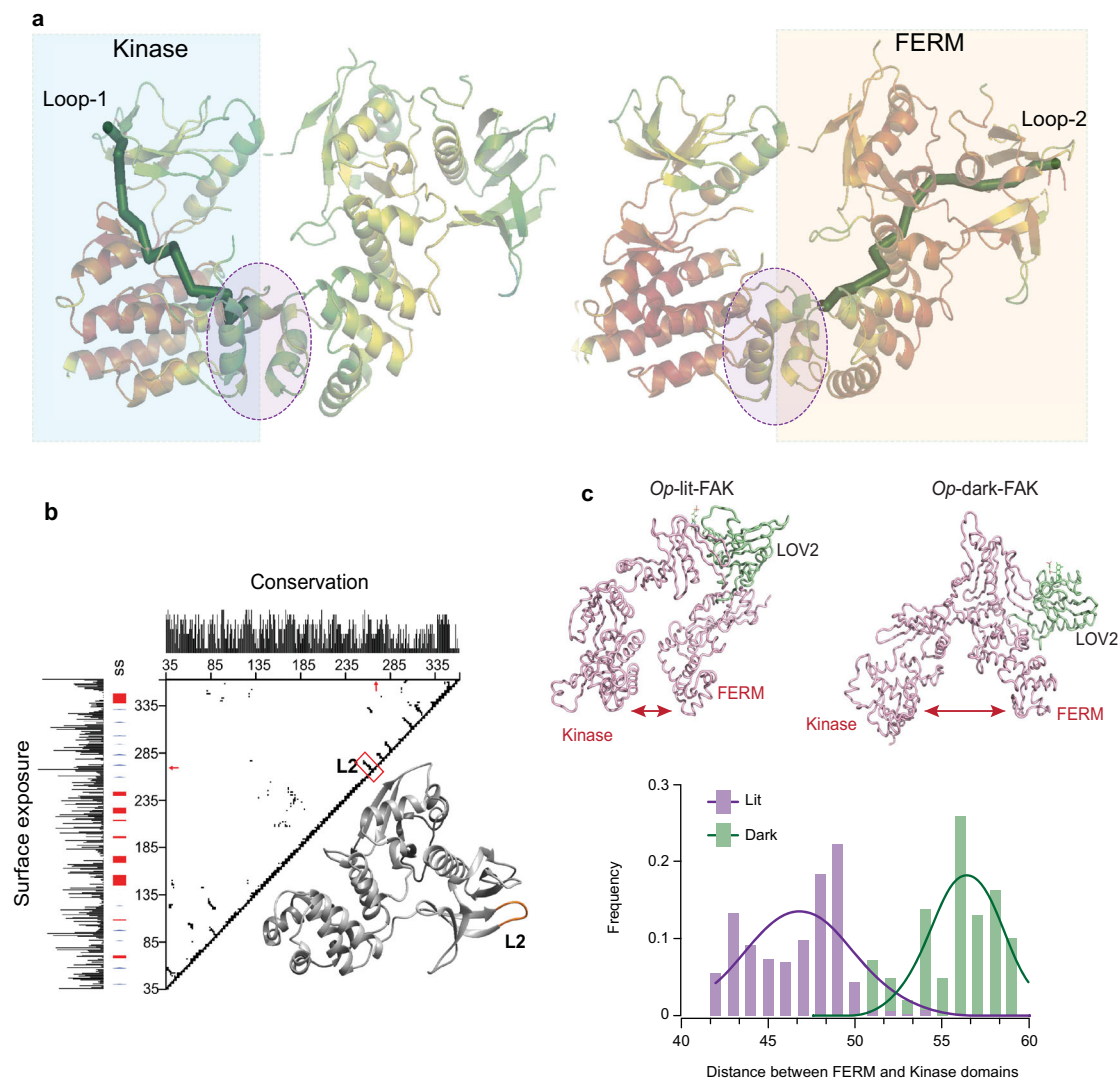 a
Kinase
Loop-1
FERM
Loop-2
b
Conservation
35 85 135 185 235 285 335
ss
Surface exposure
335
285
235
185
135
85
35
L2
L2
c
Op-lit-FAK
LOV2
FERM
Kinase
Op-dark-FAK
LOV2
Kinase
FERM
Lit
Dark
Frequency
0.3
0.2
0.1
0
40 45 50 55 60
Distance between FERM and Kinase domains